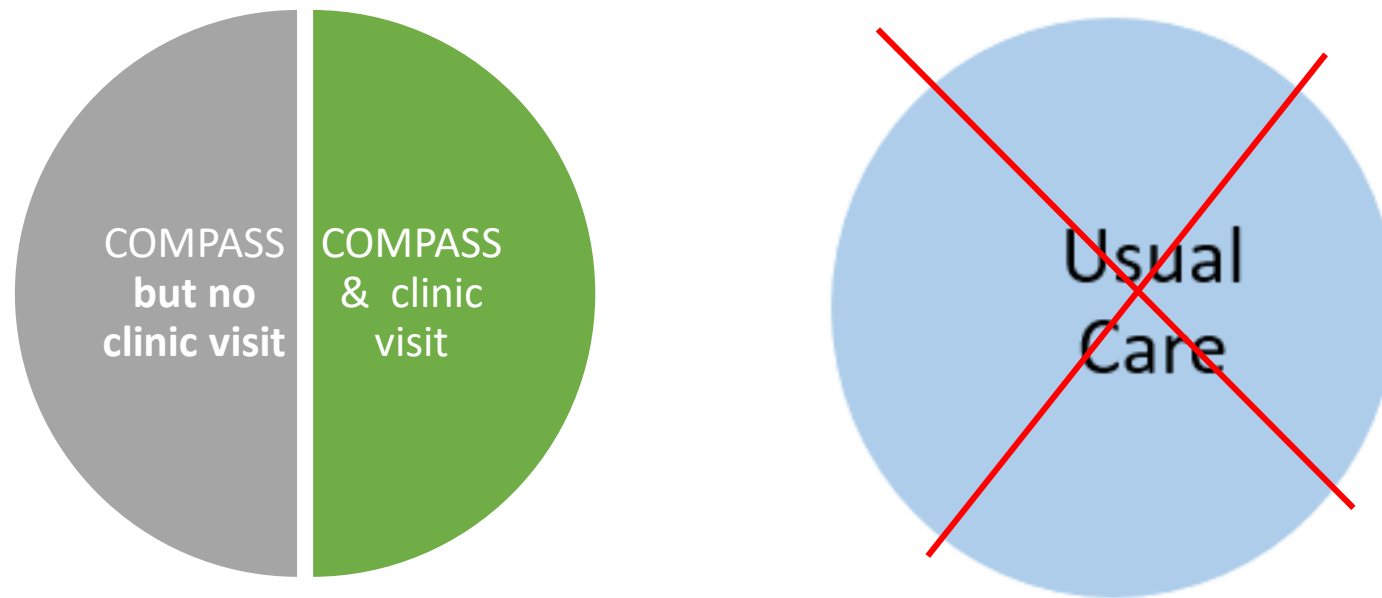 COMPASS
but no
clinic visit
COMPASS
& clinic
visit
Usual
Care